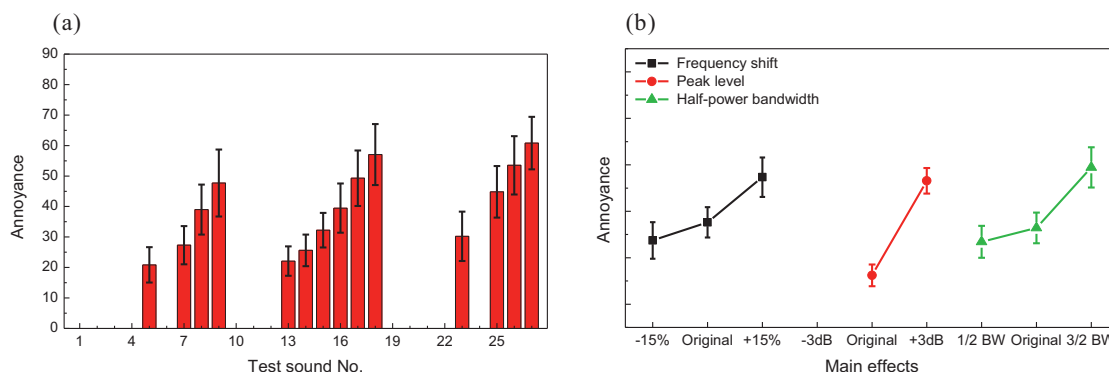 (a)
90
80
70
60
50
40
30
20
10
0
Annoyance
1 4 7 10 13 16 19 22 25
Test sound No.
(b)
Frequency shift
Peak level
Half-power bandwidth
Annoyance
-15% Original +15% -3dB Original +3dB 1/2 BW Original 3/2 BW
Main effects